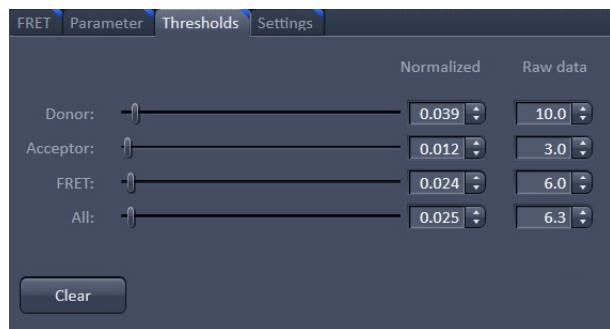 FRET Parameter Thresholds Settings
Normalized Raw data
Donor: 0.039 10.0
Acceptor: 0.012 3.0
FRET: 0.024 6.0
All: 0.025 6.3
Clear